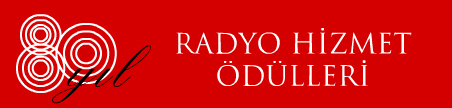 80
yıl
RADYO HİZMET
ÖDÜLLERİ